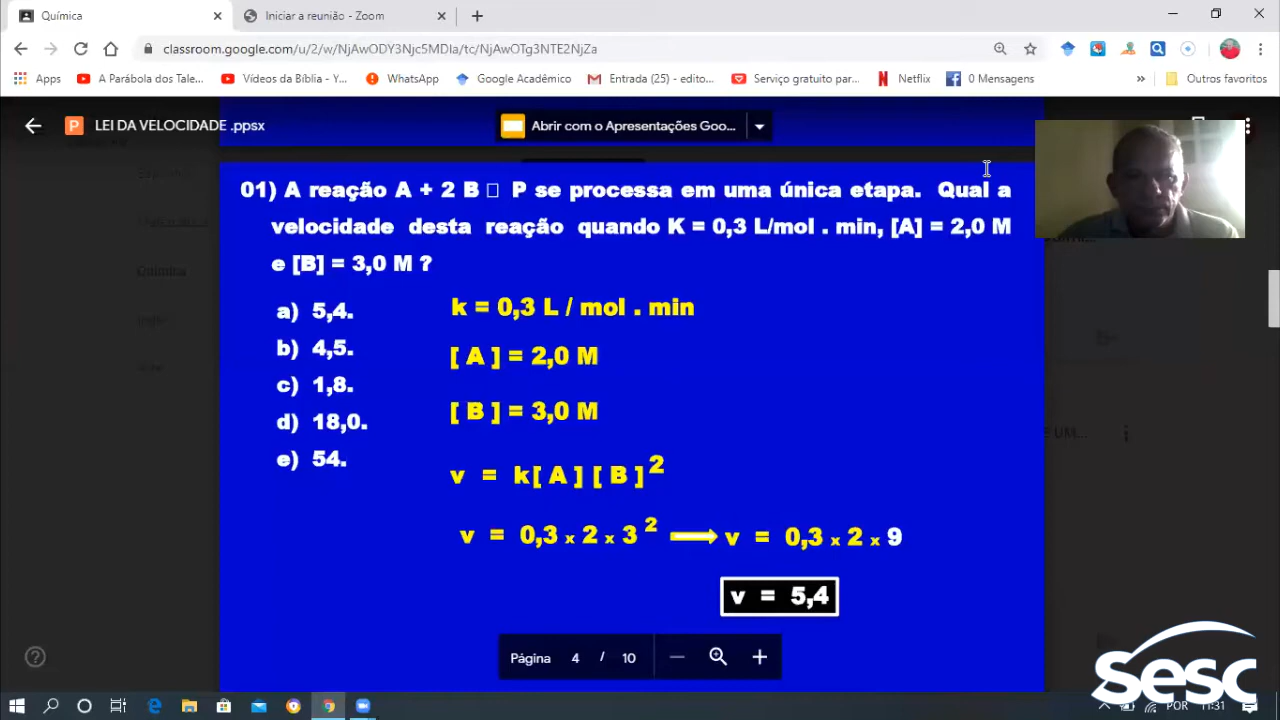 Química
Iniciar a reunião - Zoom
classroom.google.com/u/2/w/NjAwODY3Njc5MDla/tc/NjAwOTg3NTE2NjZa
Apps
A Parábola dos Tale...
Vídeos da Bíblia - Y...
WhatsApp
Google Acadêmico
Entrada (25) - edito...
Serviço gratuito par...
Netflix
0 Mensagens
»
Outros favoritos
LEI DA VELOCIDADE .ppsx
Abrir com o Apresentações Goo...
01) A reação A + 2 B □ P se processa em uma única etapa. Qual a
velocidade desta reação quando K = 0,3 L/mol . min, [A] = 2,0 M
e [B] = 3,0 M ?
a) 5,4.
b) 4,5.
c) 1,8.
d) 18,0.
e) 54.
k = 0,3 L / mol . min
[ A ] = 2,0 M
[ B ] = 3,0 M
v = k [ A ] [ B ]²
v = 0,3 x 2 x 3² ⟹ v = 0,3 x 2 x 9
v = 5,4
Química
Página 4 / 10
Sesc
POR 11:31